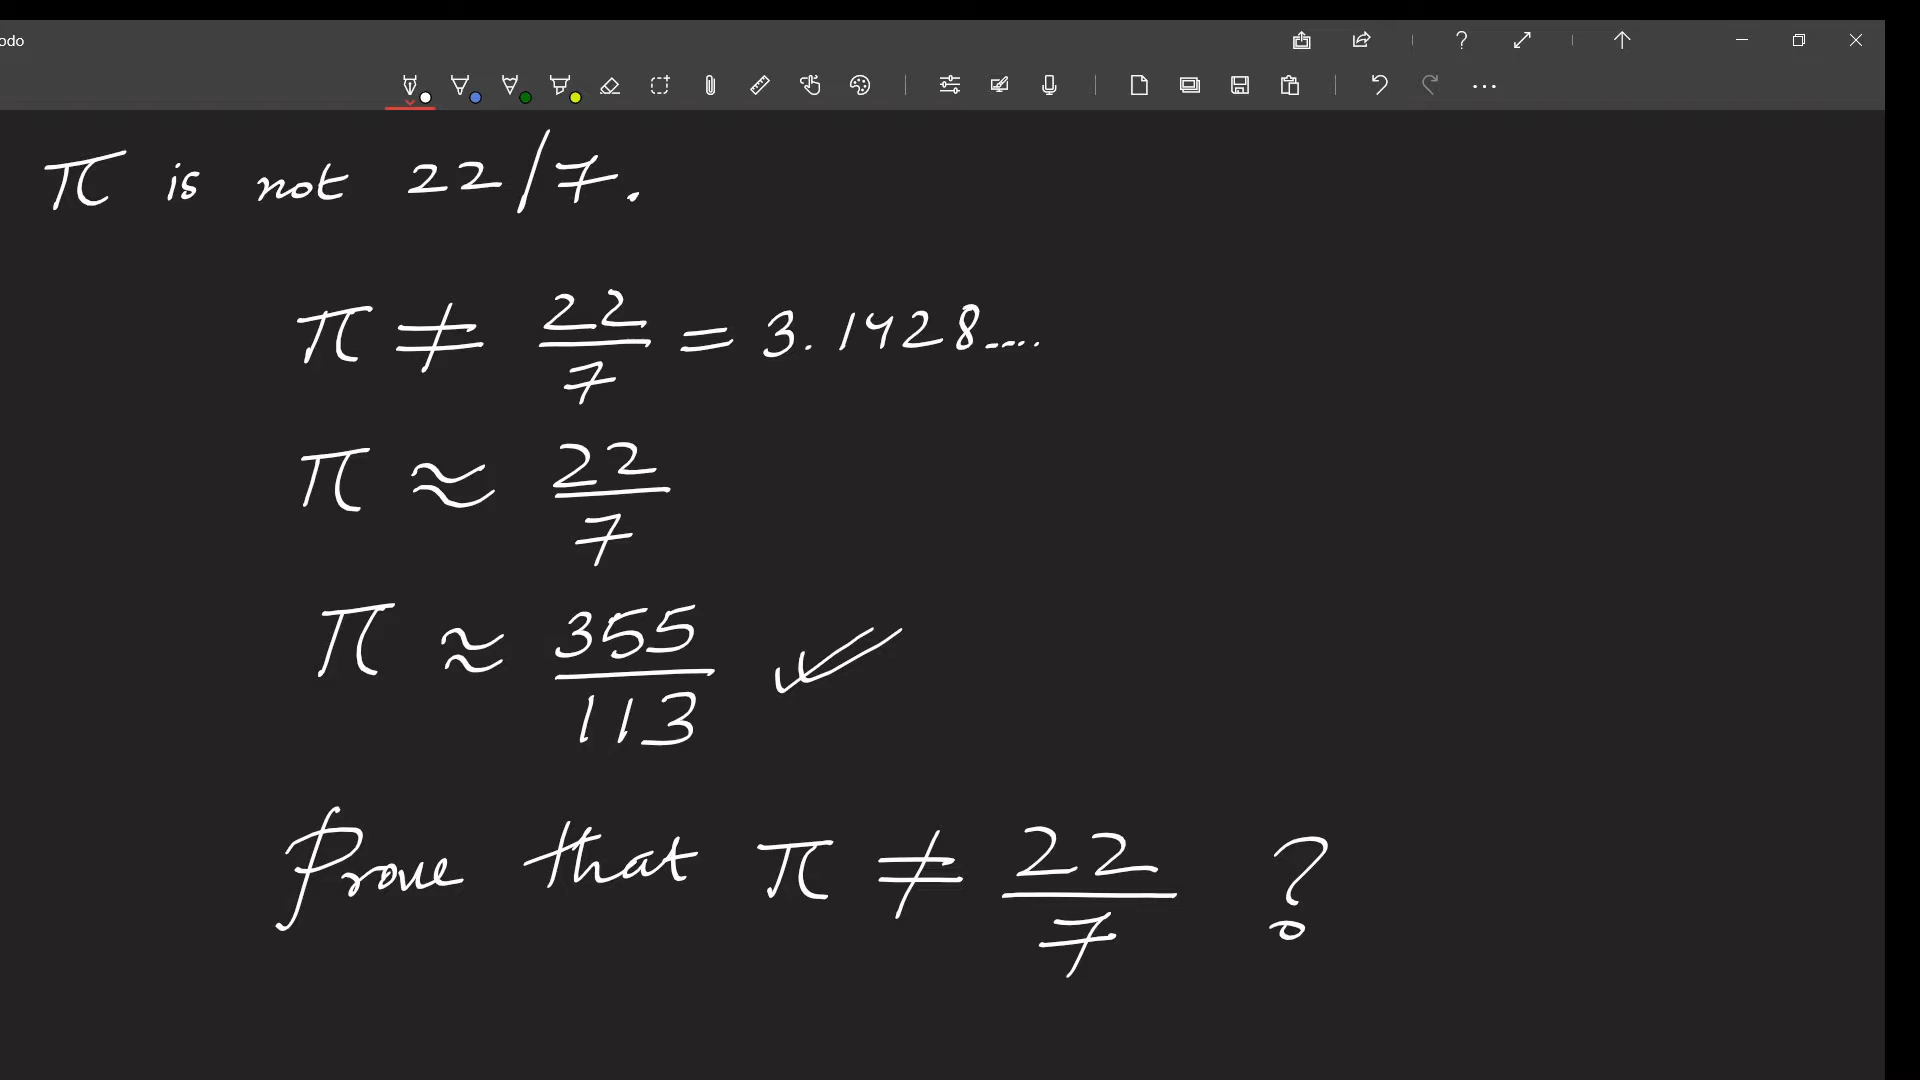 odo
π is not 22/7.
π ≠ 22/7 = 3.1428....
π ≈ 22/7
π ≈ 355/113 ✓
Prove that π ≠ 22/7 ?